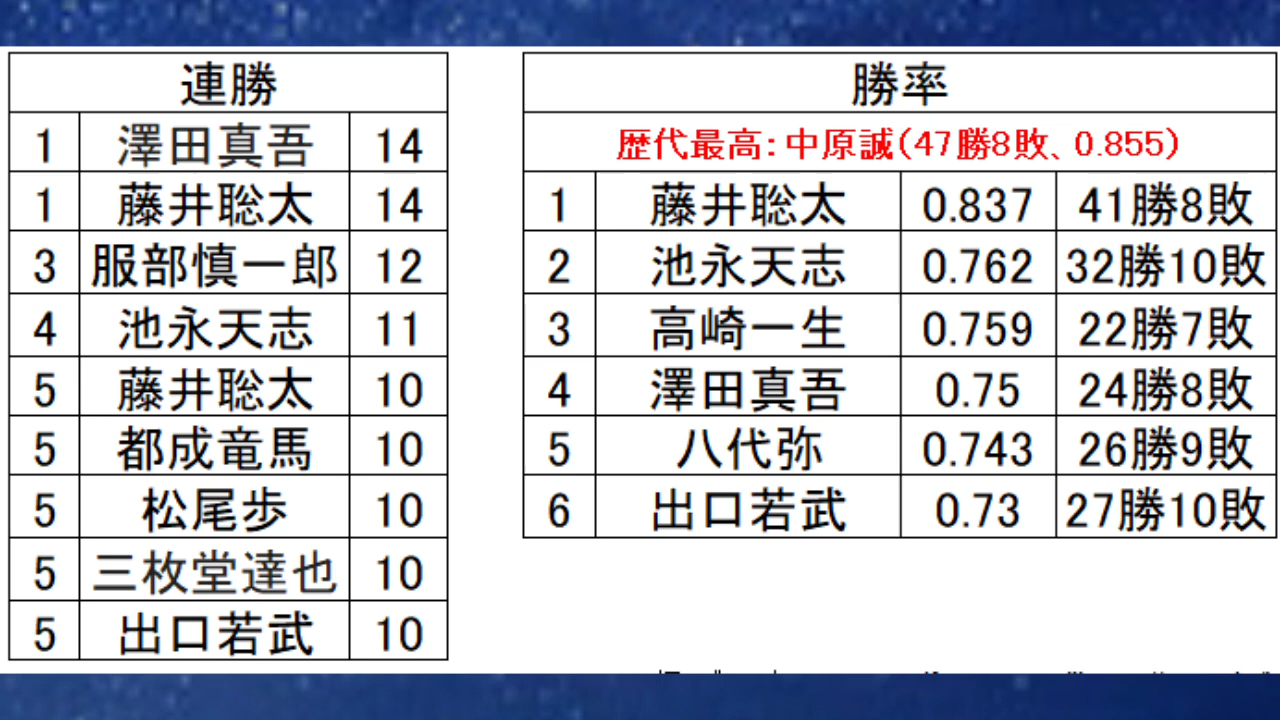 連勝
1 澤田真吾 14
1 藤井聡太 14
3 服部慎一郎 12
4 池永天志 11
5 藤井聡太 10
5 都成竜馬 10
5 松尾歩 10
5 三枚堂達也 10
5 出口若武 10
勝率
歴代最高:中原誠(47勝8敗、0.855)
1 藤井聡太 0.837 41勝8敗
2 池永天志 0.762 32勝10敗
3 高崎一生 0.759 22勝7敗
4 澤田真吾 0.75 24勝8敗
5 八代弥 0.743 26勝9敗
6 出口若武 0.73 27勝10敗